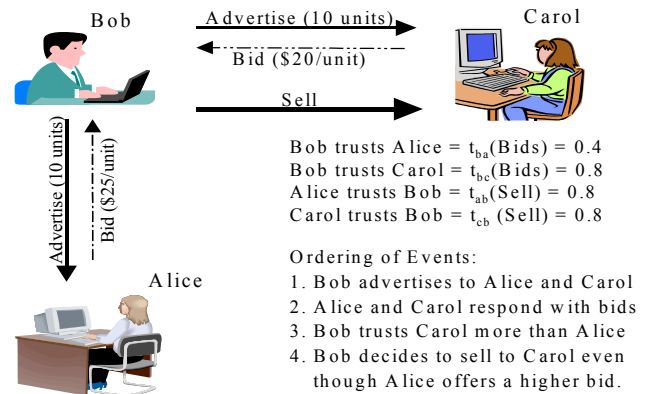 Bob
Advertise (10 units)
Carol
Bid ($20/unit)
Sell
Advertise (10 units)
Bid ($25/unit)
Alice
Bob trusts Alice = t_ba(Bids) = 0.4
Bob trusts Carol = t_bc(Bids) = 0.8
Alice trusts Bob = t_ab(Sell) = 0.8
Carol trusts Bob = t_cb (Sell) = 0.8
Ordering of Events:
1. Bob advertises to Alice and Carol
2. Alice and Carol respond with bids
3. Bob trusts Carol more than Alice
4. Bob decides to sell to Carol even
though Alice offers a higher bid.